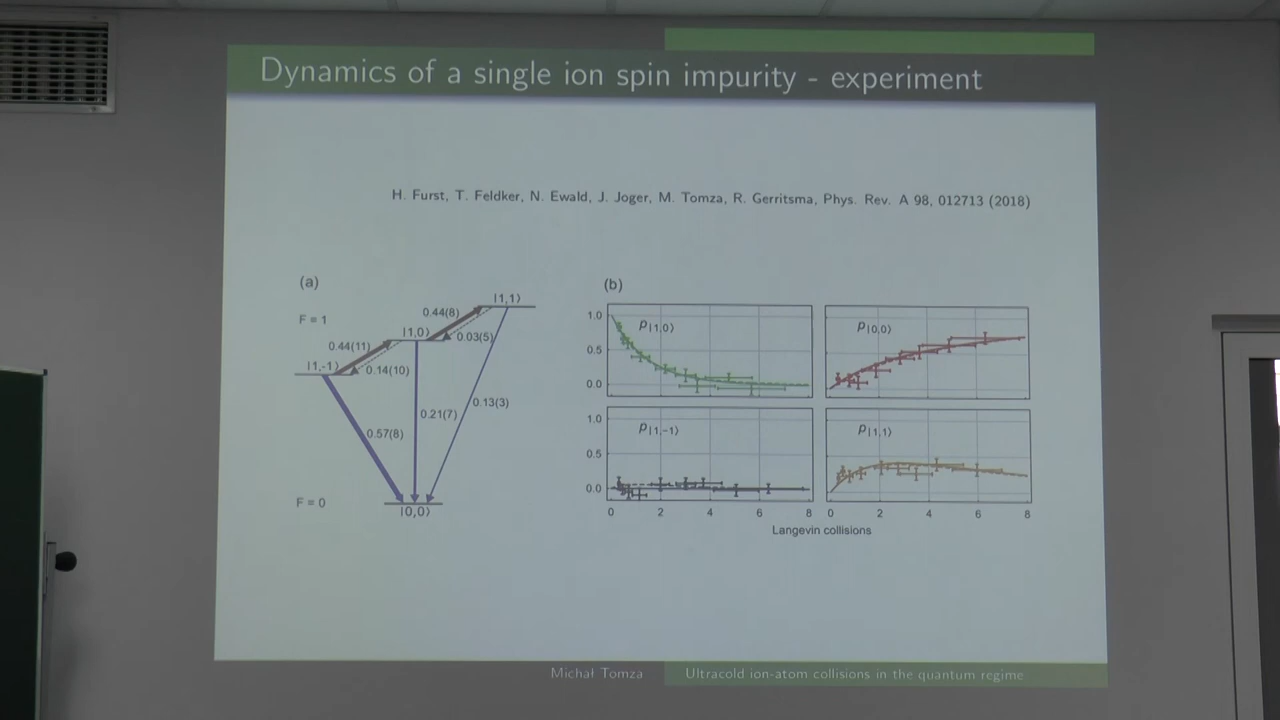 Dynamics of a single ion spin impurity - experiment
H. Furst, T. Feldker, N. Ewald, J. Joger, M. Tomza, R. Gerritsma, Phys. Rev. A 98, 012713 (2018)
(a)
|1,1⟩
0.44(8)
F = 1
|1,0⟩
0.03(5)
0.44(11)
|1,-1⟩
0.14(10)
0.13(3)
0.21(7)
0.57(8)
F = 0
|0,0⟩
(b)
1.0
0.5
0.0
p|1,0⟩
p|0,0⟩
1.0
0.5
0.0
p|1,-1⟩
p|1,1⟩
0 2 4 6 8
0 2 4 6 8
Langevin collisions
Michał Tomza
Ultracold ion-atom collisions in the quantum regime